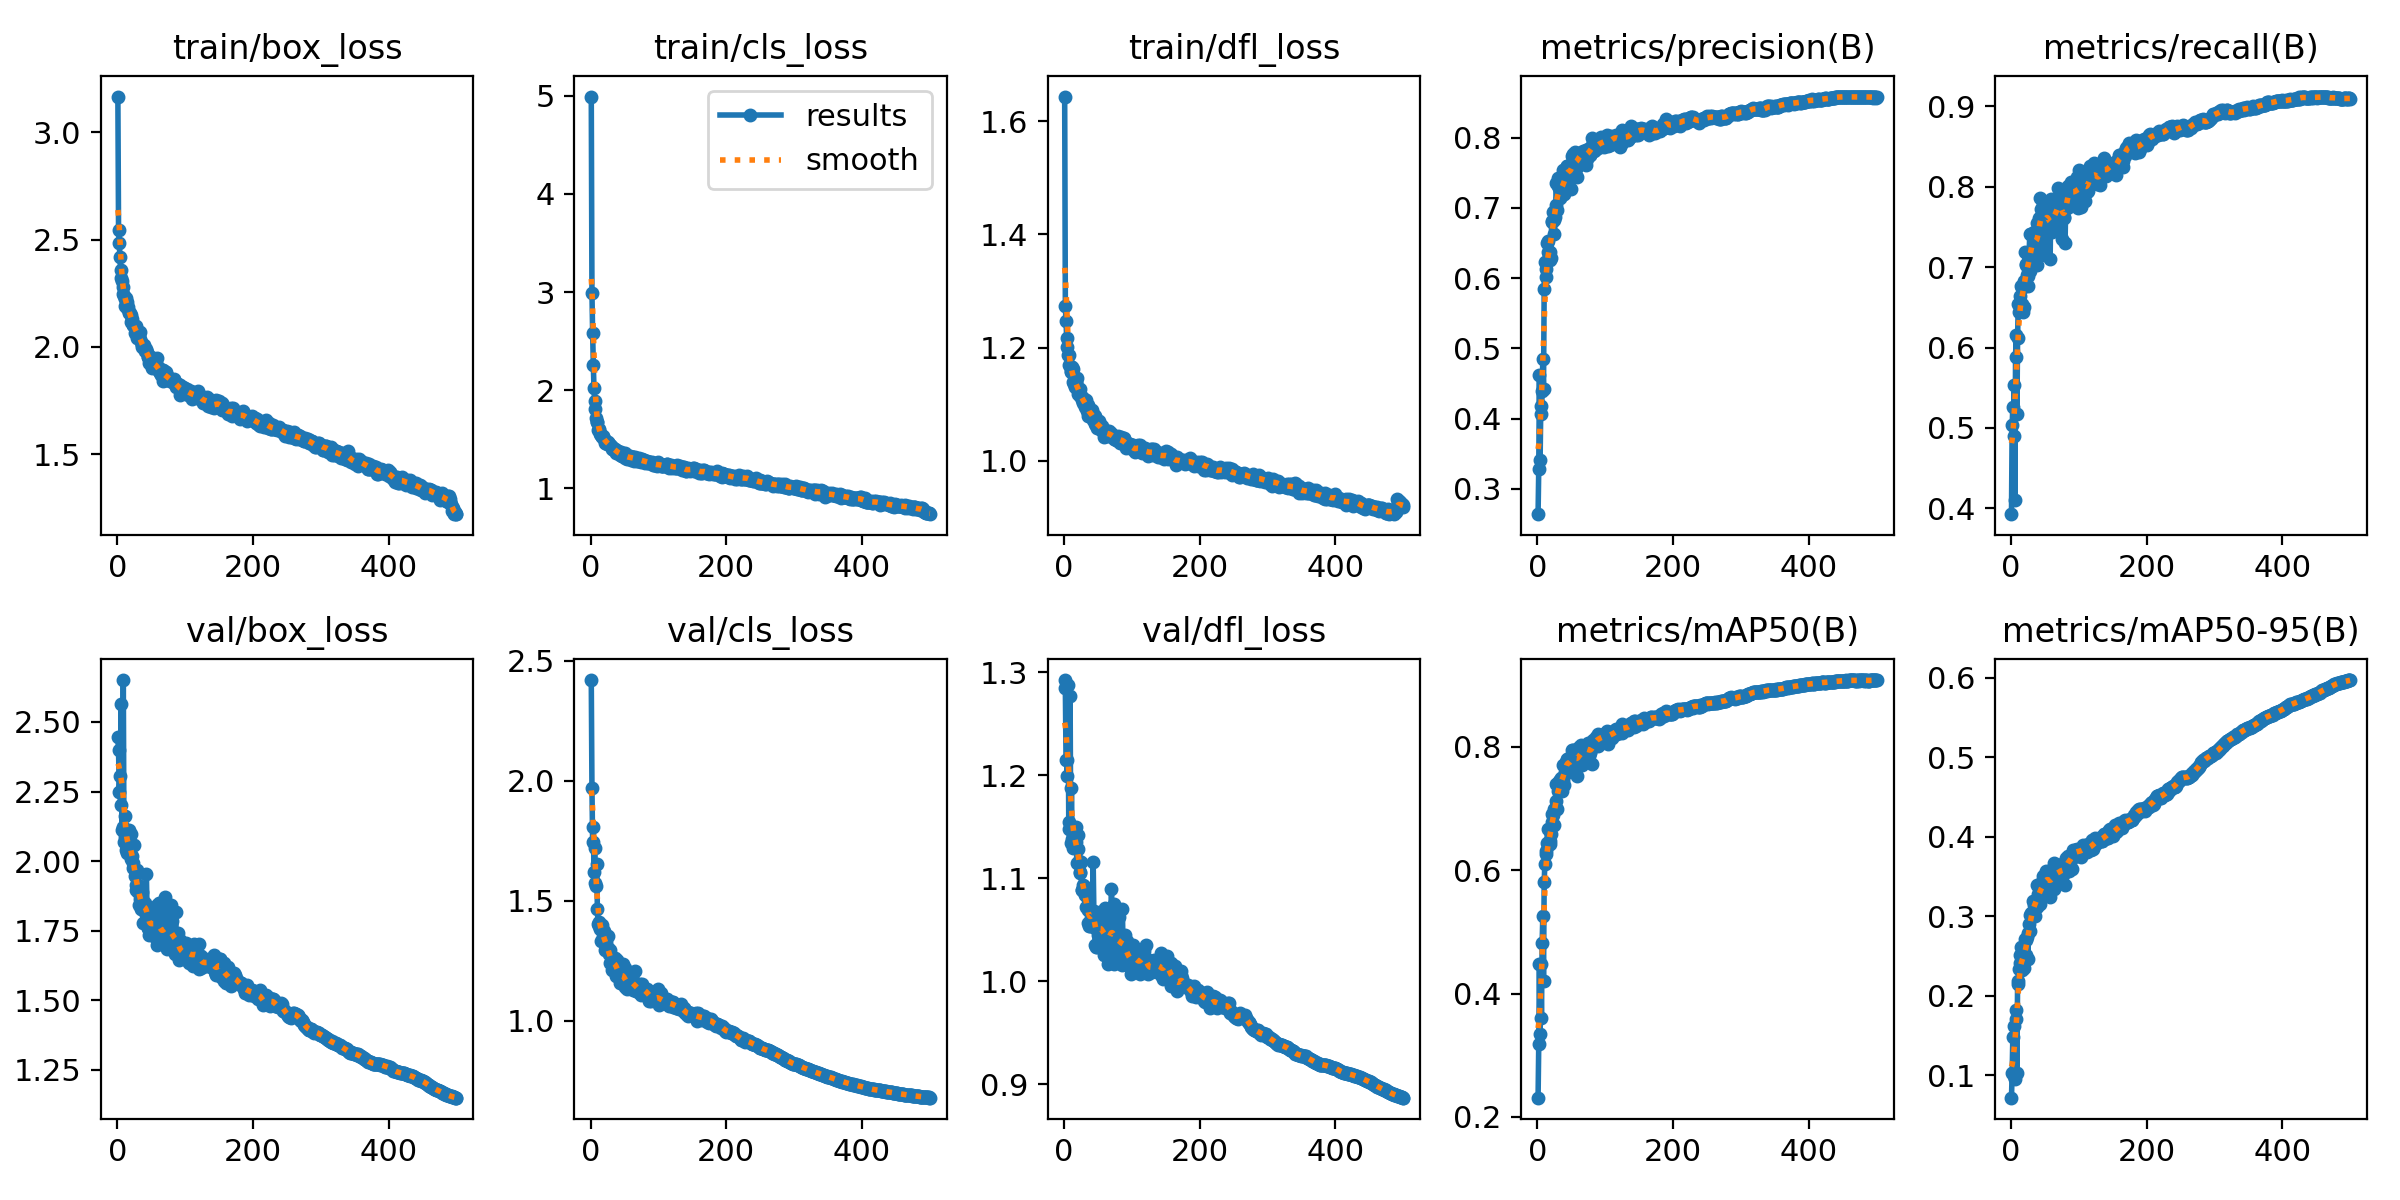 train/box_loss
3.0
2.5
2.0
1.5
0 200 400
train/cls_loss
results
smooth
5
4
3
2
1
0 200 400
train/dfl_loss
1.6
1.4
1.2
1.0
0 200 400
metrics/precision(B)
0.8
0.7
0.6
0.5
0.4
0.3
0 200 400
metrics/recall(B)
0.9
0.8
0.7
0.6
0.5
0.4
0 200 400
val/box_loss
2.50
2.25
2.00
1.75
1.50
1.25
0 200 400
val/cls_loss
2.5
2.0
1.5
1.0
0 200 400
val/dfl_loss
1.3
1.2
1.1
1.0
0.9
0 200 400
metrics/mAP50(B)
0.8
0.6
0.4
0.2
0 200 400
metrics/mAP50-95(B)
0.6
0.5
0.4
0.3
0.2
0.1
0 200 400